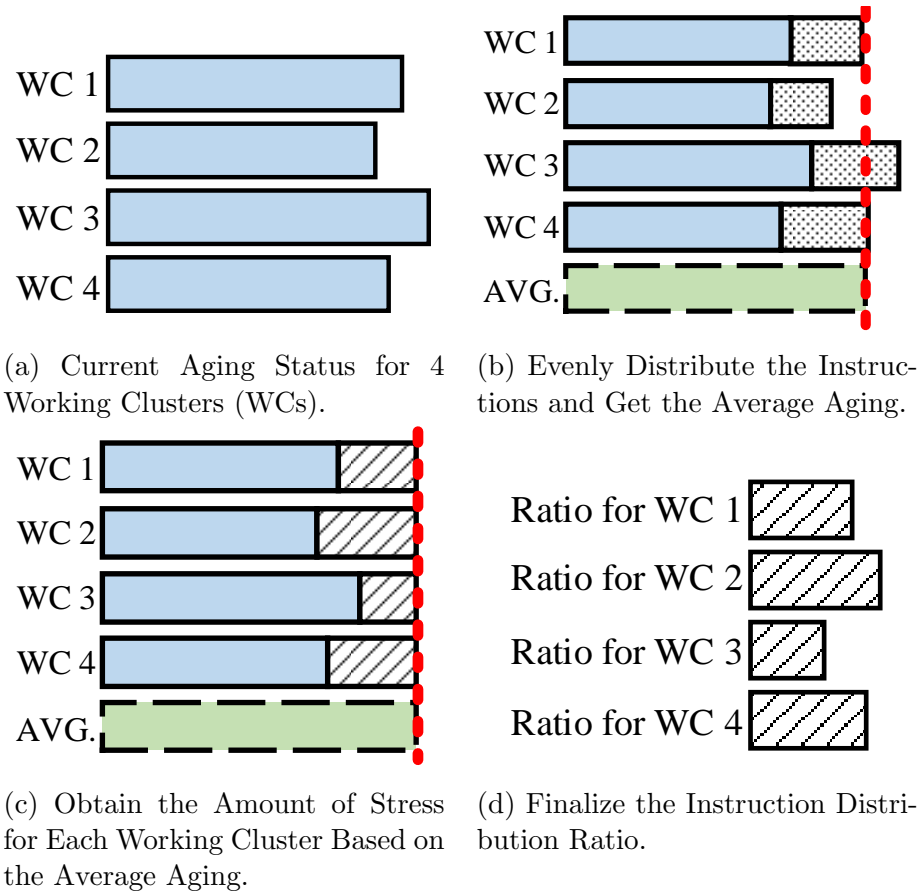 WC 1
WC 2
WC 3
WC 4
(a) Current Aging Status for 4
Working Clusters (WCs).
WC 1
WC 2
WC 3
WC 4
AVG.
(b) Evenly Distribute the Instruc-
tions and Get the Average Aging.
WC 1
WC 2
WC 3
WC 4
AVG.
(c) Obtain the Amount of Stress
for Each Working Cluster Based on
the Average Aging.
Ratio for WC 1
Ratio for WC 2
Ratio for WC 3
Ratio for WC 4
(d) Finalize the Instruction Distri-
bution Ratio.